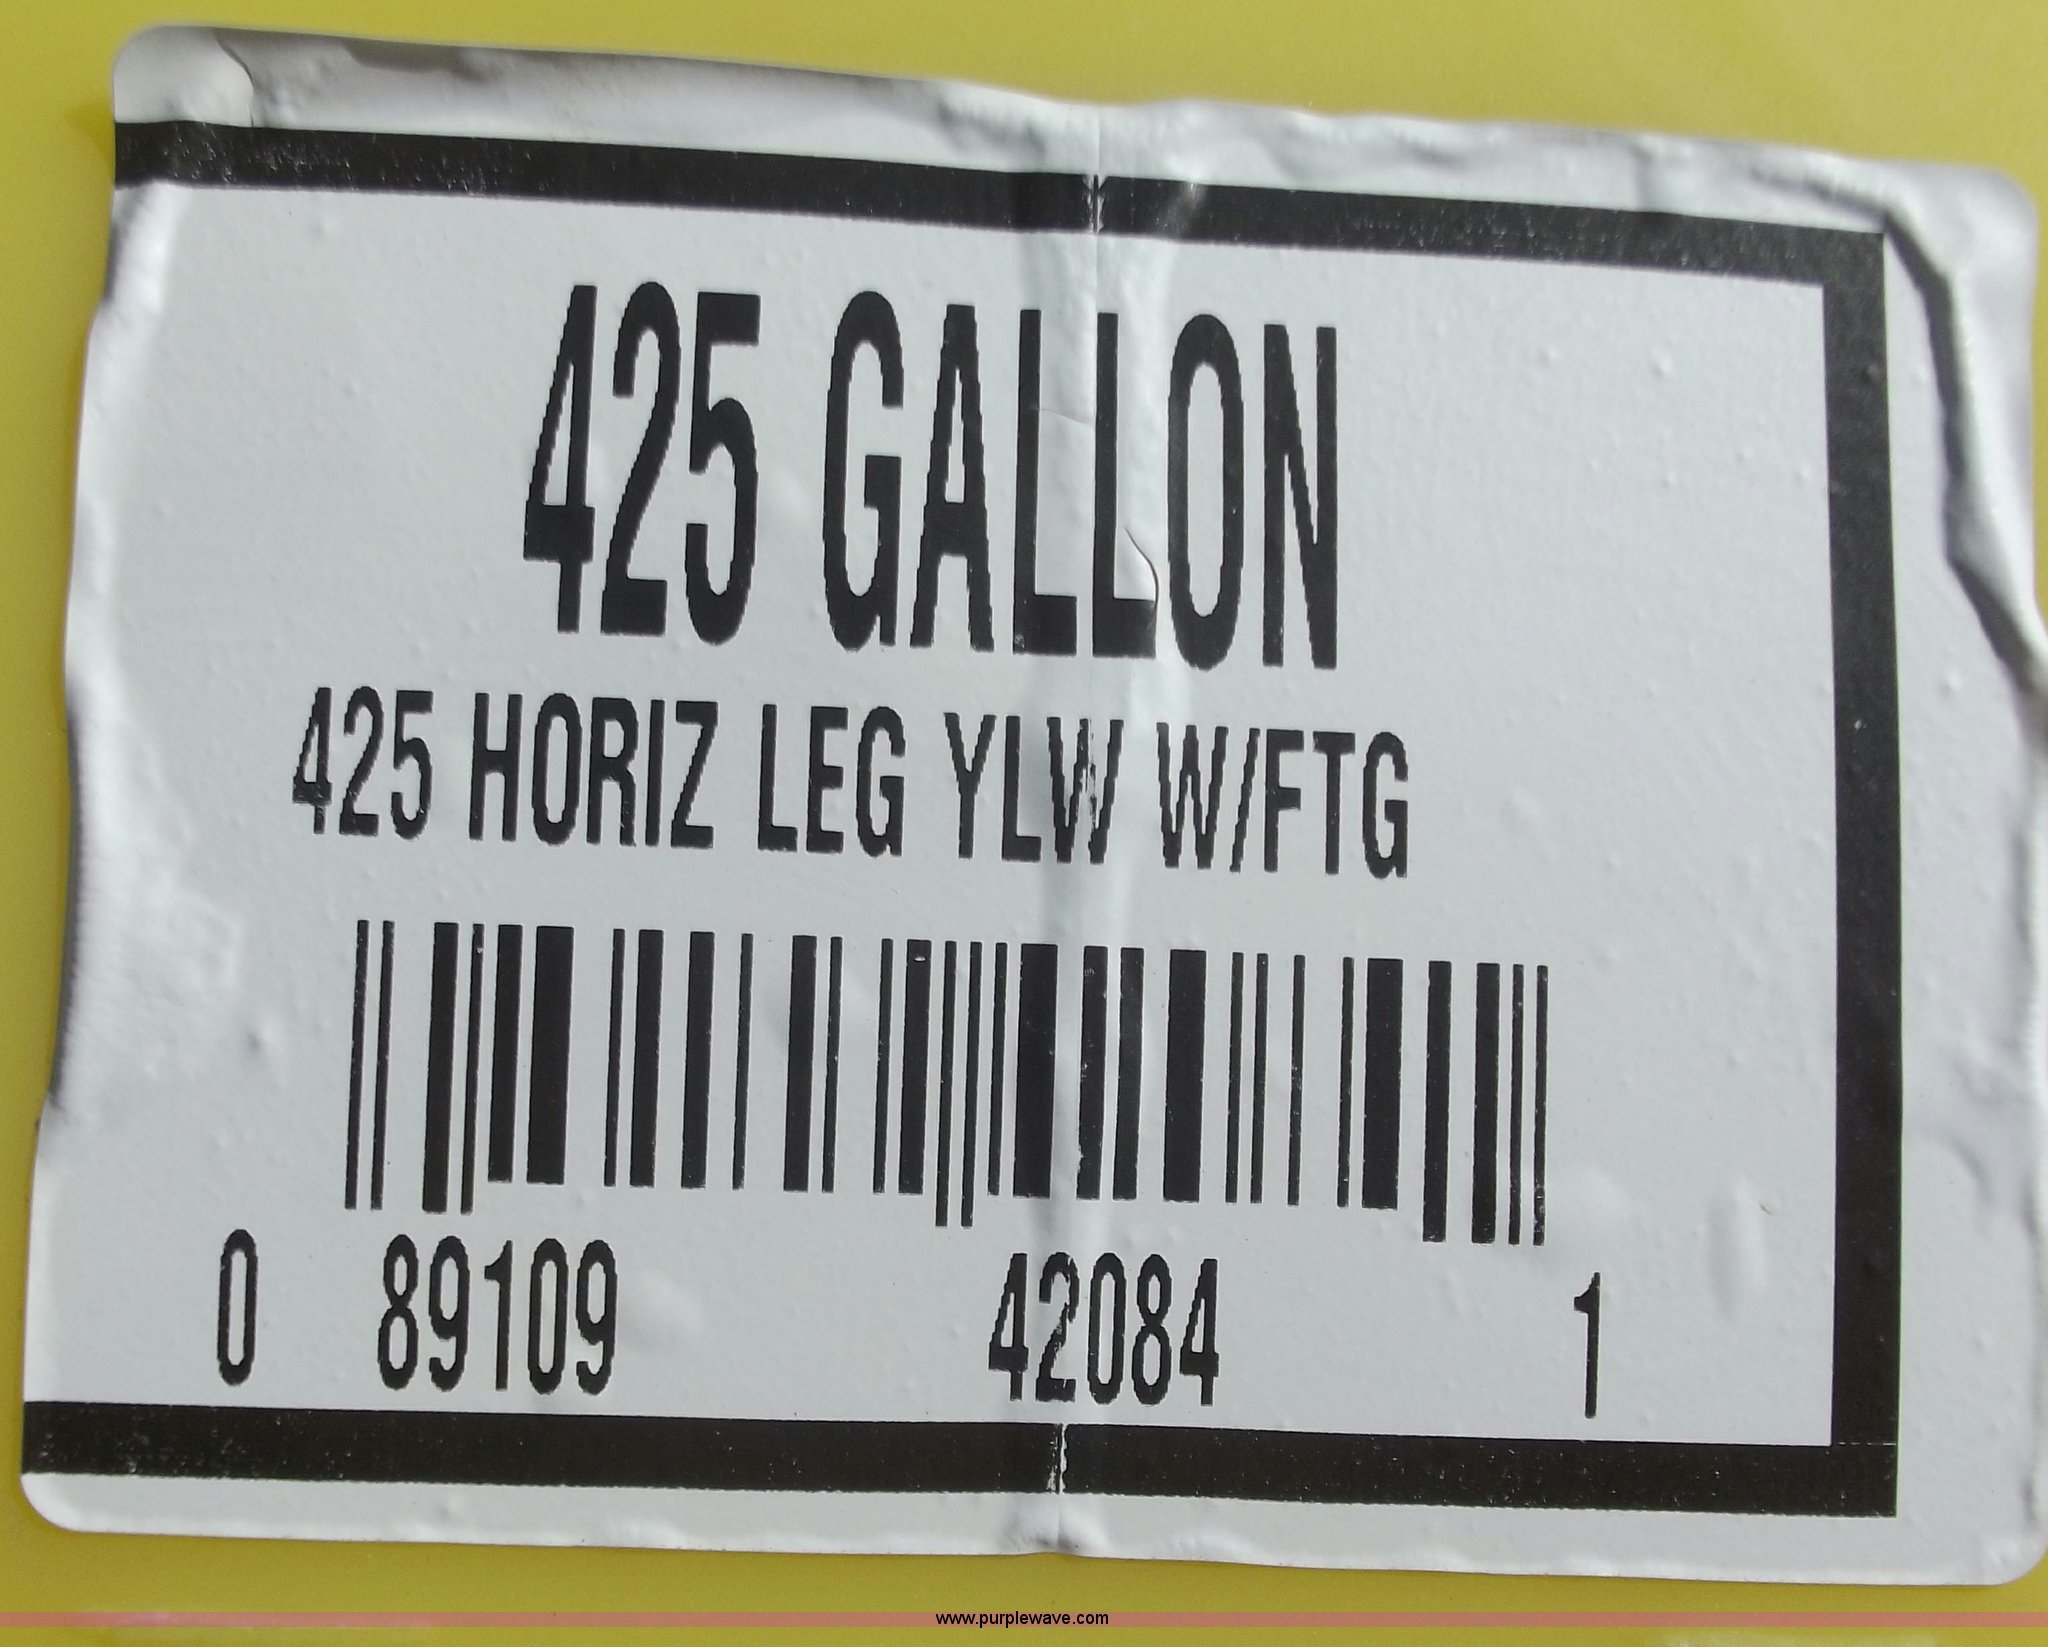 425 GALLON
425 HORIZ LEG YLW W/FTG
0 89109 42084 1
www.purplewave.com